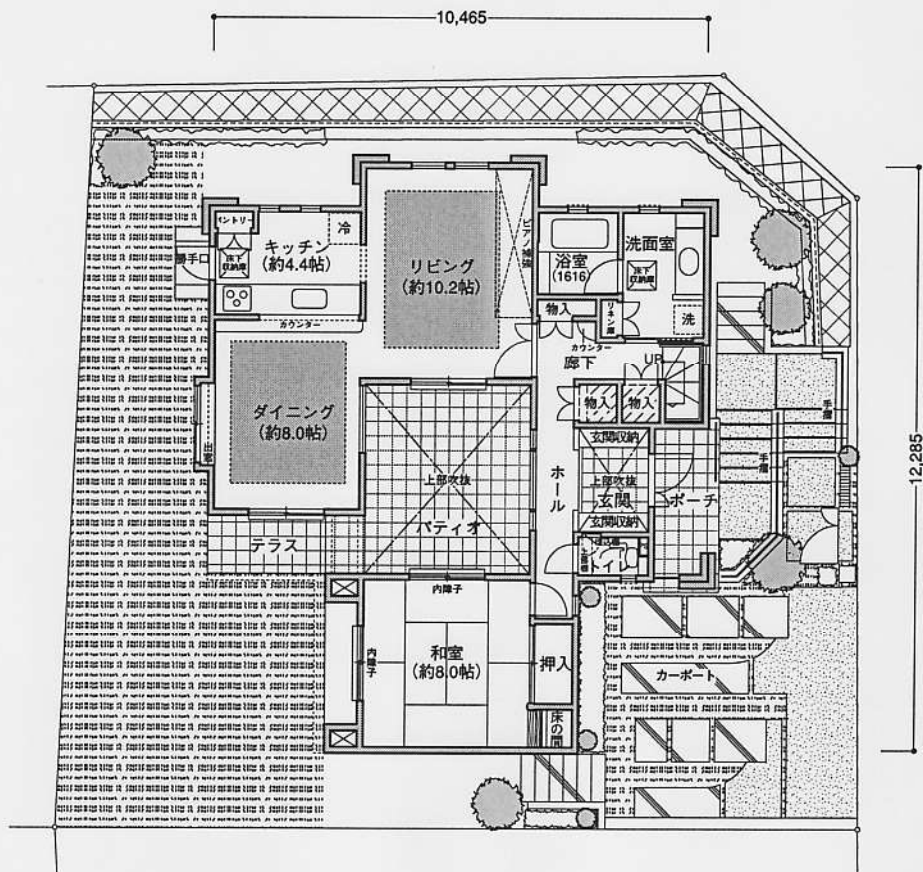 10,465
パントリー
冷
キッチン
(約4.4帖)
床下
収納庫
勝手口
カウンター
リビング
(約10.2帖)
ピアノ補強
浴室
(1616)
洗面室
床下
収納庫
物入
リネン庫
洗
カウンター
廊下
UP
物入
物入
ダイニング
(約8.0帖)
出窓
上部吹抜
パティオ
テラス
ホール
玄関収納
上部吹抜
玄関
玄関収納
ポーチ
手摺
手摺
トイレ
12,285
内障子
内障子
和室
(約8.0帖)
押入
床の間
カーポート